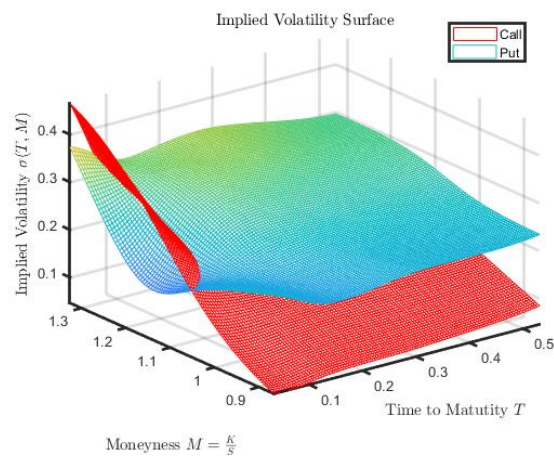 Implied Volatility Surface
Call
Put
Implied Volatility σ(T, M)
0.4
0.3
0.2
0.1
1.3
1.2
1.1
1
0.9
0.1
0.2
0.3
0.4
0.5
Time to Matutity T
Moneyness M = K/S